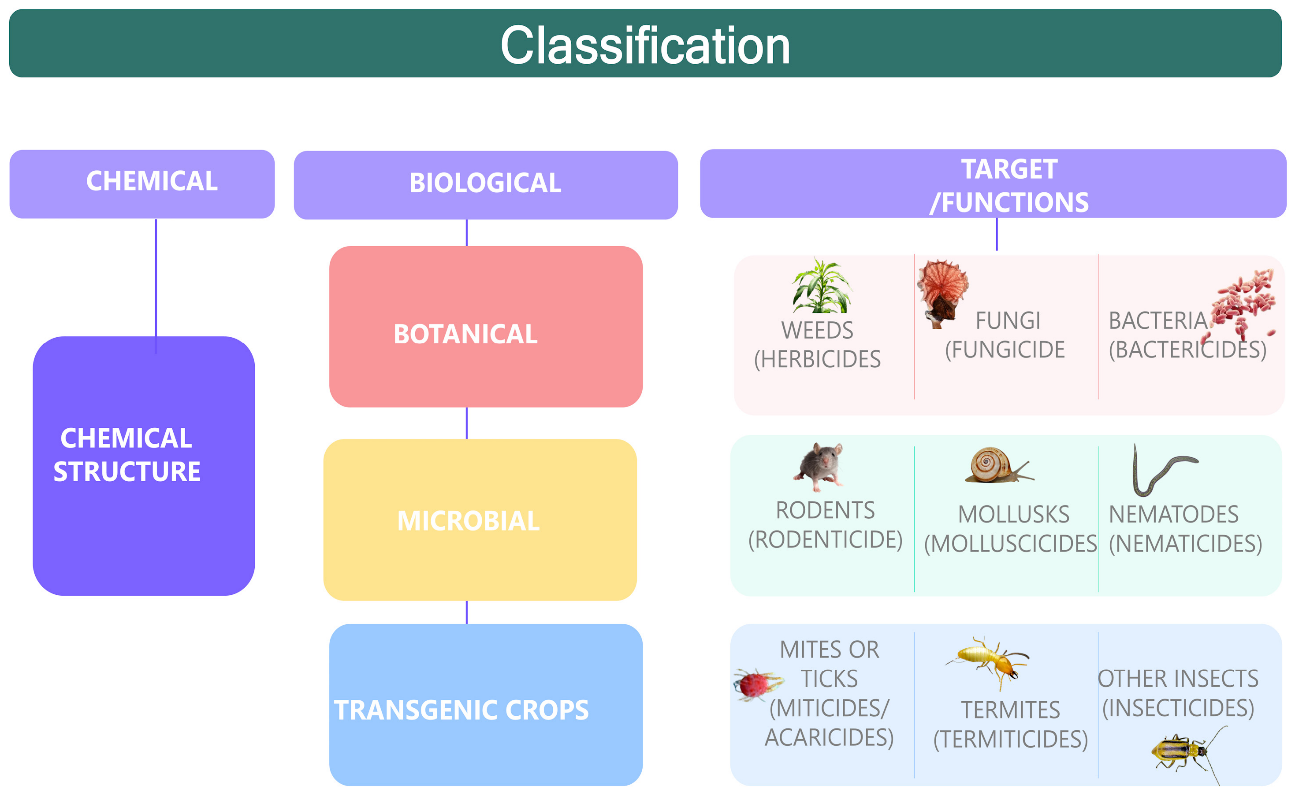 Classification
CHEMICAL
CHEMICAL
STRUCTURE
BIOLOGICAL
BOTANICAL
MICROBIAL
TRANSGENIC CROPS
TARGET
/FUNCTIONS
WEEDS
(HERBICIDES
FUNGI
(FUNGICIDE
BACTERIA
(BACTERICIDES)
RODENTS
(RODENTICIDE)
MOLLUSKS
(MOLLUSCICIDES
NEMATODES
(NEMATICIDES)
MITES OR
TICKS
(MITICIDES/
ACARICIDES)
TERMITES
(TERMITICIDES)
OTHER INSECTS
(INSECTICIDES)